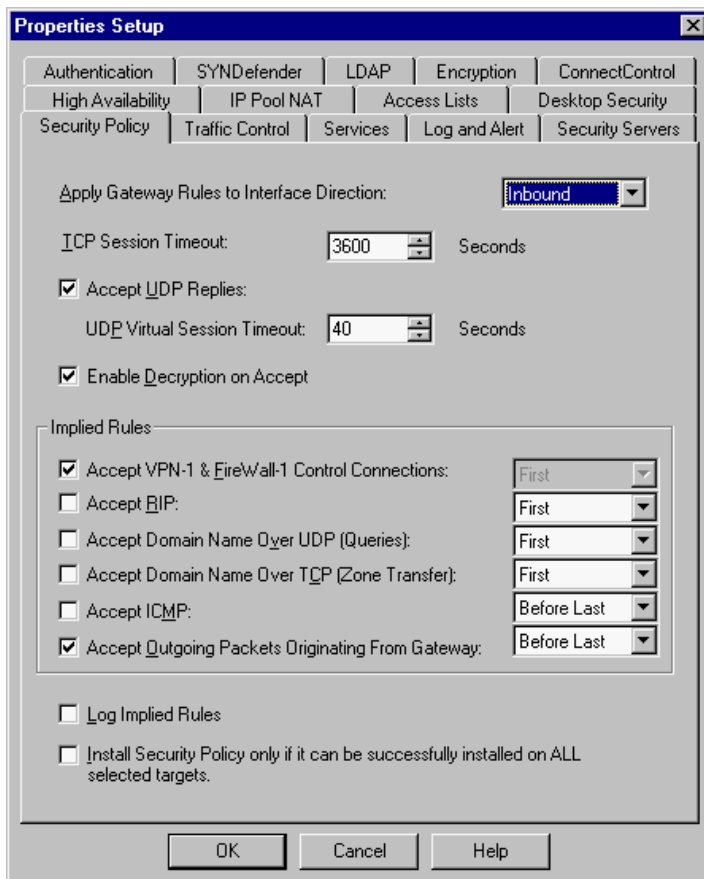 Properties Setup
Authentication SYNDefender LDAP Encryption ConnectControl
High Availability IP Pool NAT Access Lists Desktop Security
Security Policy Traffic Control Services Log and Alert Security Servers
Apply Gateway Rules to Interface Direction: Inbound
TCP Session Timeout: 3600 Seconds
Accept UDP Replies:
UDP Virtual Session Timeout: 40 Seconds
Enable Decryption on Accept
Implied Rules
Accept VPN-1 & FireWall-1 Control Connections: First
Accept RIP: First
Accept Domain Name Over UDP (Queries): First
Accept Domain Name Over TCP (Zone Transfer): First
Accept ICMP: Before Last
Accept Outgoing Packets Originating From Gateway: Before Last
Log Implied Rules
Install Security Policy only if it can be successfully installed on ALL
selected targets.
OK Cancel Help